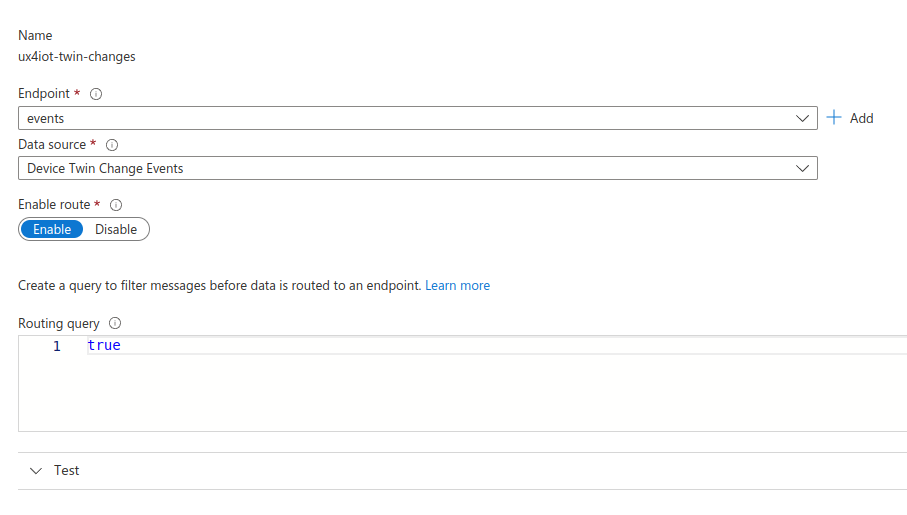 Name
ux4iot-twin-changes
Endpoint *
events
Add
Data source *
Device Twin Change Events
Enable route *
Enable Disable
Create a query to filter messages before data is routed to an endpoint. Learn more
Routing query
1 true
Test